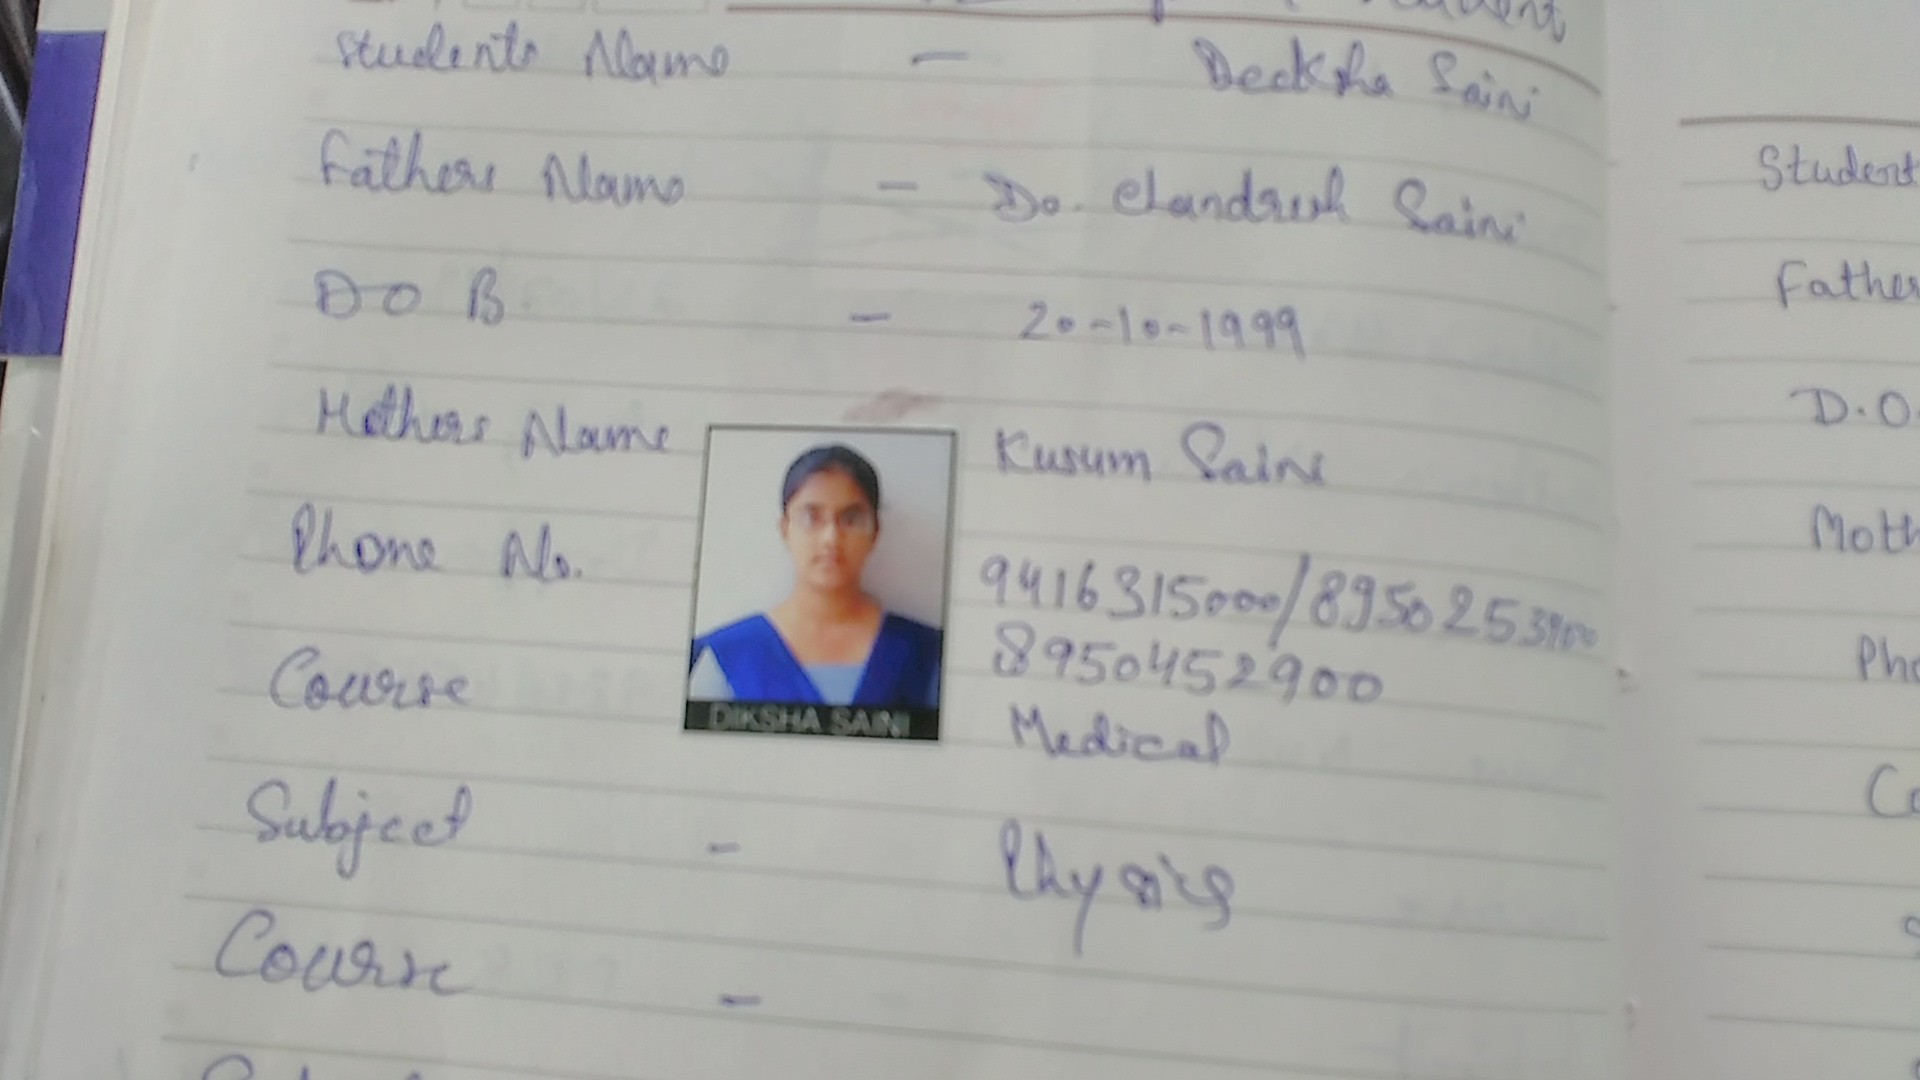 Students Name - Deeksha Saini
Fathers Name - Dr. Chandresh Saini
D O B - 20-10-1999
Mothers Name Kusum Saini
Phone No. 9416315000/8950253900
8950452900
Course Medical
DIKSHA SAINI
Subject - Physics
Course -
Student
Father
D.O.
Moth
Pho
Co
S